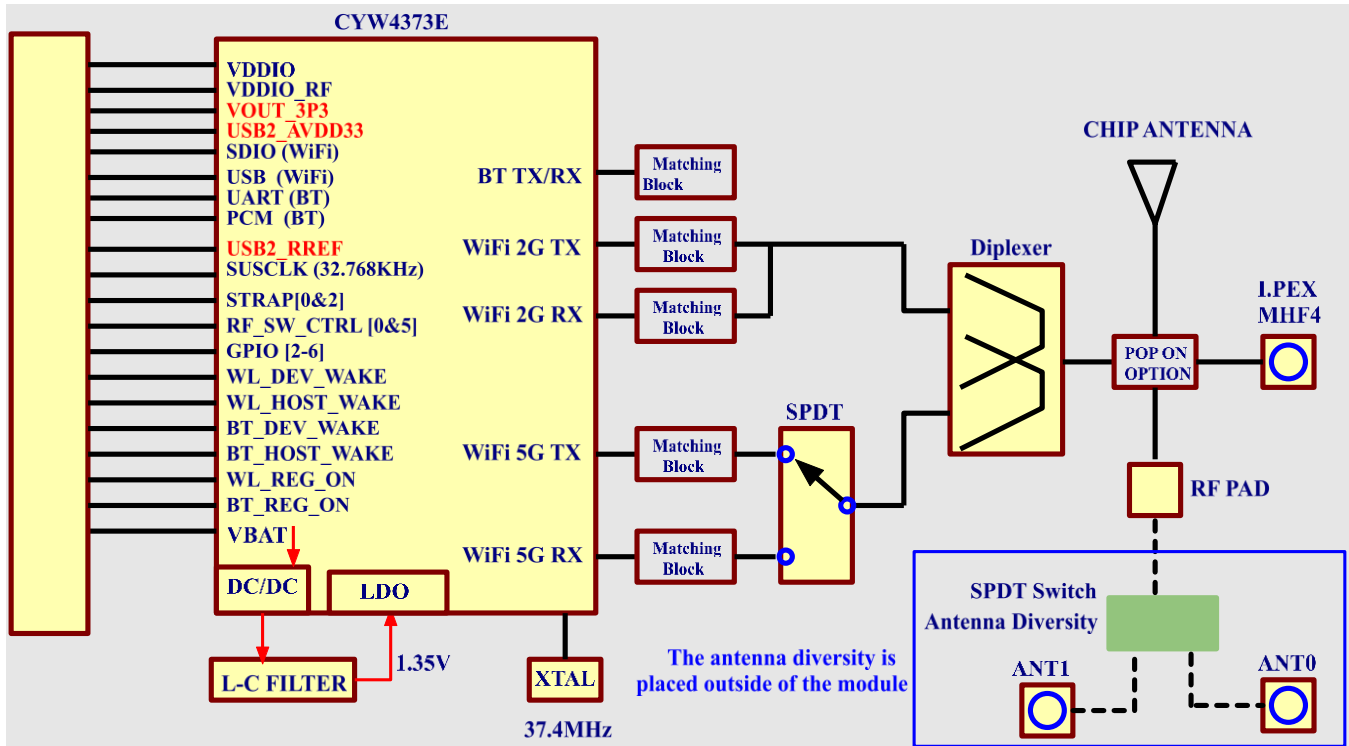 CYW4373E
VDDIO
VDDIO_RF
VOUT_3P3
USB2_AVDD33
SDIO (WiFi)
USB (WiFi)
UART (BT)
PCM (BT)
USB2_RREF
SUSCLK (32.768KHz)
STRAP[0&2]
RF_SW_CTRL [0&5]
GPIO [2-6]
WL_DEV_WAKE
WL_HOST_WAKE
BT_DEV_WAKE
BT_HOST_WAKE
WL_REG_ON
BT_REG_ON
VBAT
DC/DC
LDO
L-C FILTER
1.35V
XTAL
37.4MHz
BT TX/RX
Matching
Block
WiFi 2G TX
Matching
Block
WiFi 2G RX
Matching
Block
WiFi 5G TX
Matching
Block
WiFi 5G RX
Matching
Block
SPDT
Diplexer
CHIP ANTENNA
POP ON
OPTION
I.PEX
MHF4
RF PAD
SPDT Switch
Antenna Diversity
ANT1
ANT0
The antenna diversity is
placed outside of the module